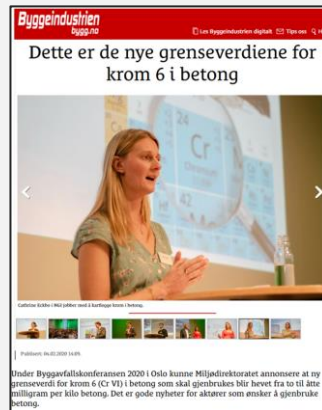 Byggeindustrien
bygg.no
Les Byggeindustrien digitalt Tips oss
Dette er de nye grenseverdiene for
krom 6 i betong
Cr
Cathrine Eckbo i NGI jobber med å kartlegge krom i betong.
Publisert: 04.02.2020 14:09.
Under Byggavfallskonferansen 2020 i Oslo kunne Miljødirektoratet annonsere at ny
grenseverdi for krom 6 (Cr VI) i betong som skal gjenbrukes blir hevet fra to til åtte
milligram per kilo betong. Det er gode nyheter for aktører som ønsker å gjenbruke
betong.